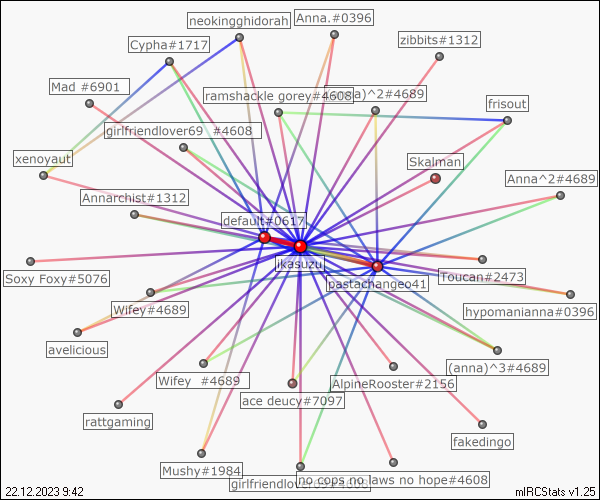 neokingghidorah
Anna.#0396
Cypha#1717
zibbits#1312
Mad #6901
ramshackle gorey#4608
)^2#4689
frisout
girlfriendlover69 #4608
xenoyaut
Skalman
Anna^2#4689
Annarchist#1312
default#0617
ikasuzu
Soxy Foxy#5076
pastachangeo41
Toucan#2473
Wifey#4689
hypomanianna#0396
avelicious
(anna)^3#4689
Wifey #4689
AlpineRooster#2156
ace deucy#7097
rattgang
fakedingo
Mushy#1984
girlfriendlover
no cops no laws no hope#4608
22.12.2023 9:42
mIRCStats v1.25